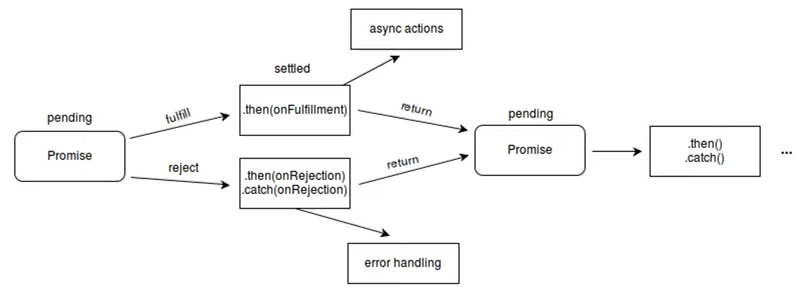 async actions
settled
pending
fulfill
.then(onFulfillment)
return
pending
Promise
reject
.then(onRejection)
.catch(onRejection)
return
Promise
.then()
.catch()
...
error handling